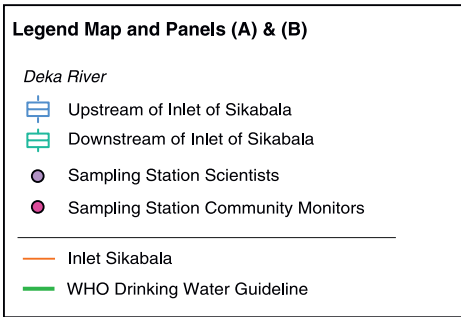 Legend Map and Panels (A) & (B)
Deka River
Upstream of Inlet of Sikabala
Downstream of Inlet of Sikabala
Sampling Station Scientists
Sampling Station Community Monitors
Inlet Sikabala
WHO Drinking Water Guideline